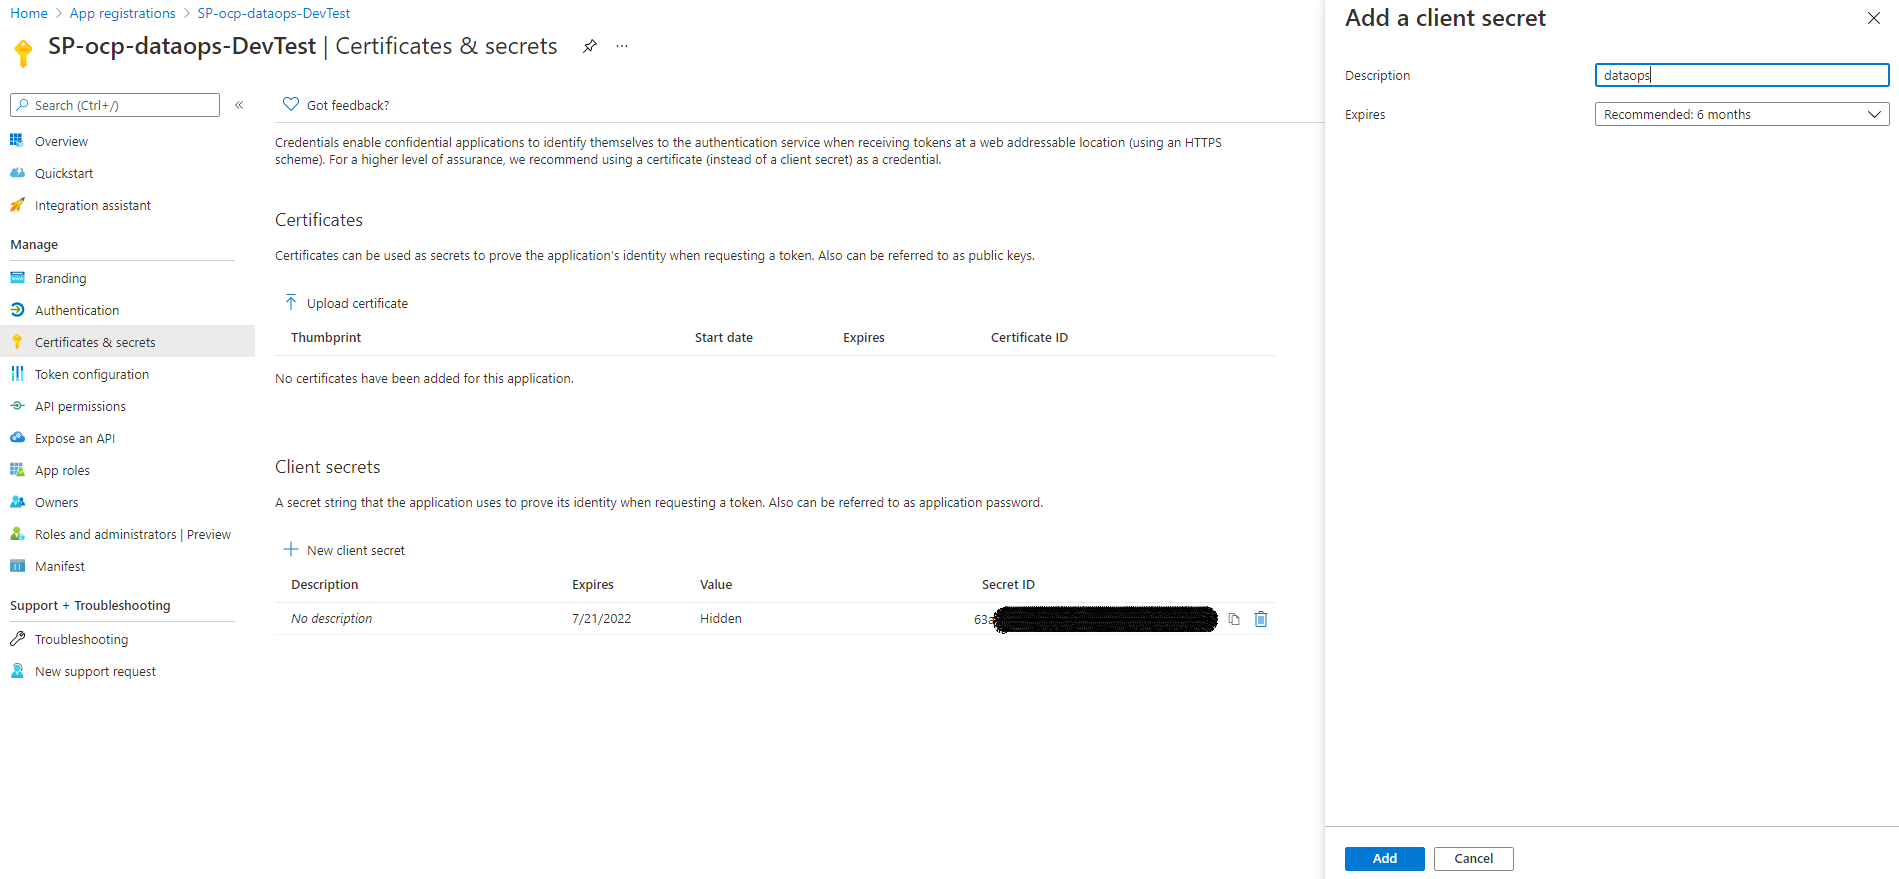 Home > App registrations > SP-ocp-dataops-DevTest
SP-ocp-dataops-DevTest | Certificates & secrets
Search (Ctrl+/)
Overview
Quickstart
Integration assistant
Manage
Branding
Authentication
Certificates & secrets
Token configuration
API permissions
Expose an API
App roles
Owners
Roles and administrators | Preview
Manifest
Support + Troubleshooting
Troubleshooting
New support request
Got feedback?
Credentials enable confidential applications to identify themselves to the authentication service when receiving tokens at a web addressable location (using an HTTPS
scheme). For a higher level of assurance, we recommend using a certificate (instead of a client secret) as a credential.
Certificates
Certificates can be used as secrets to prove the application's identity when requesting a token. Also can be referred to as public keys.
Upload certificate
Thumbprint Start date Expires Certificate ID
No certificates have been added for this application.
Client secrets
A secret string that the application uses to prove its identity when requesting a token. Also can be referred to as application password.
New client secret
Description Expires Value Secret ID
No description 7/21/2022 Hidden 63a
Add a client secret
Description dataops
Expires Recommended: 6 months
Add Cancel